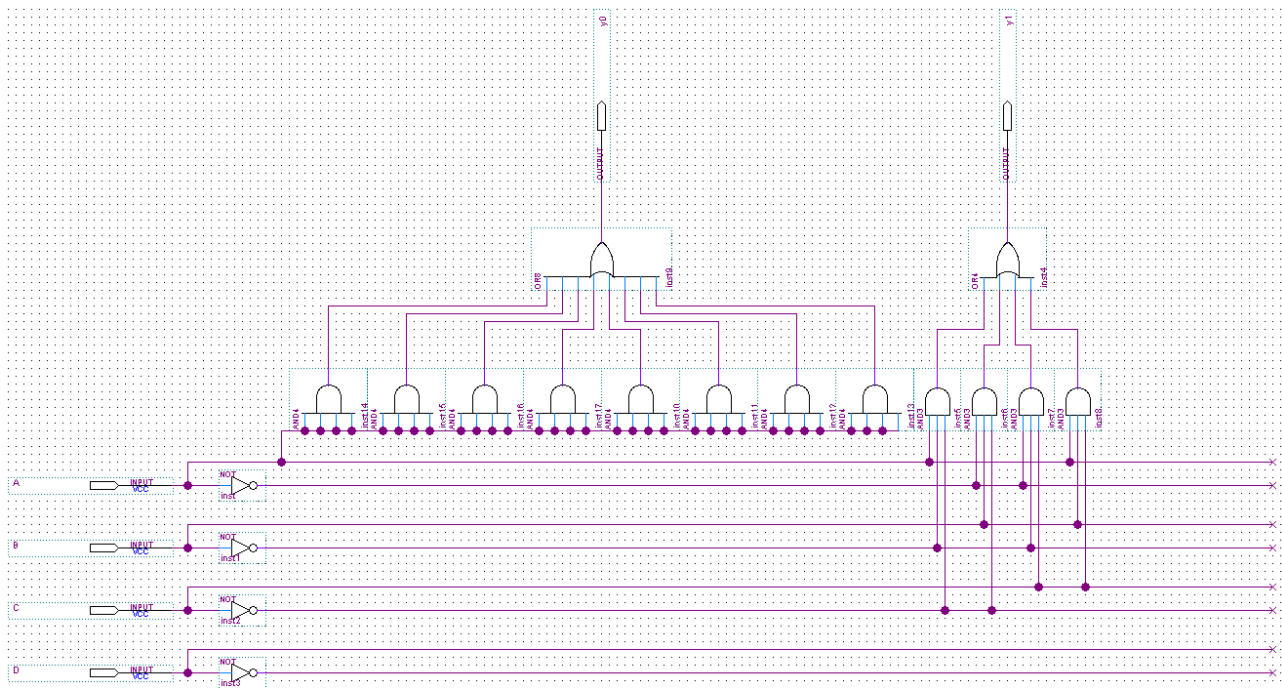 y0
y1
OUTPUT
OUTPUT
OR8
inst9
OR4
inst4
AND4
inst14
AND4
inst15
AND4
inst16
AND4
inst17
AND4
inst10
AND4
inst11
AND4
inst12
AND4
inst13
AND3
inst5
AND3
inst6
AND3
inst7
AND3
inst8
A
INPUT
VCC
NOT
inst
B
INPUT
VCC
NOT
inst1
C
INPUT
VCC
NOT
inst2
D
INPUT
VCC
NOT
inst3